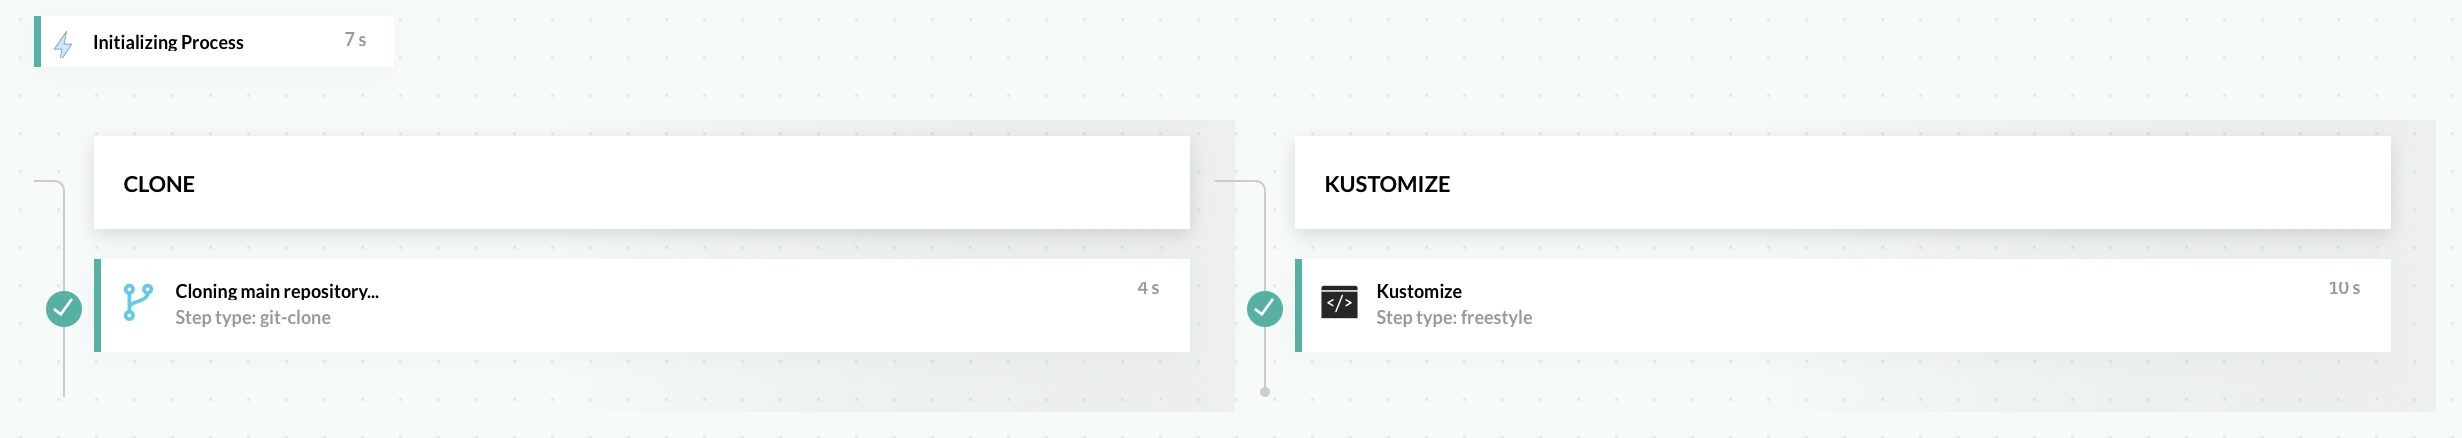 Initializing Process 7 s
CLONE
Cloning main repository... 4 s
Step type: git-clone
KUSTOMIZE
</> Kustomize 10 s
Step type: freestyle